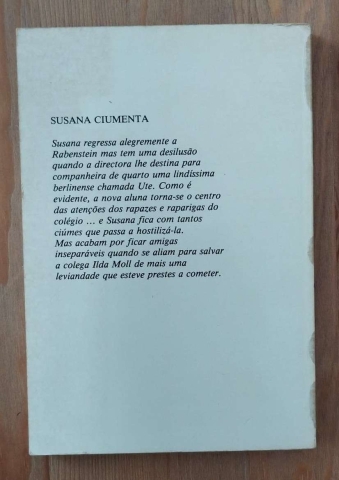 SUSANA CIUMENTA
Susana regressa alegremente a
Rabenstein mas tem uma desilusão
quando a directora lhe destina para
companheira de quarto uma lindíssima
berlinense chamada Ute. Como é
evidente, a nova aluna torna-se o centro
das atenções dos rapazes e raparigas do
colégio ... e Susana fica com tantos
ciúmes que passa a hostilizá-la.
Mas acabam por ficar amigas
inseparáveis quando se aliam para salvar
a colega Ilda Moll de mais uma
leviandade que esteve prestes a cometer.